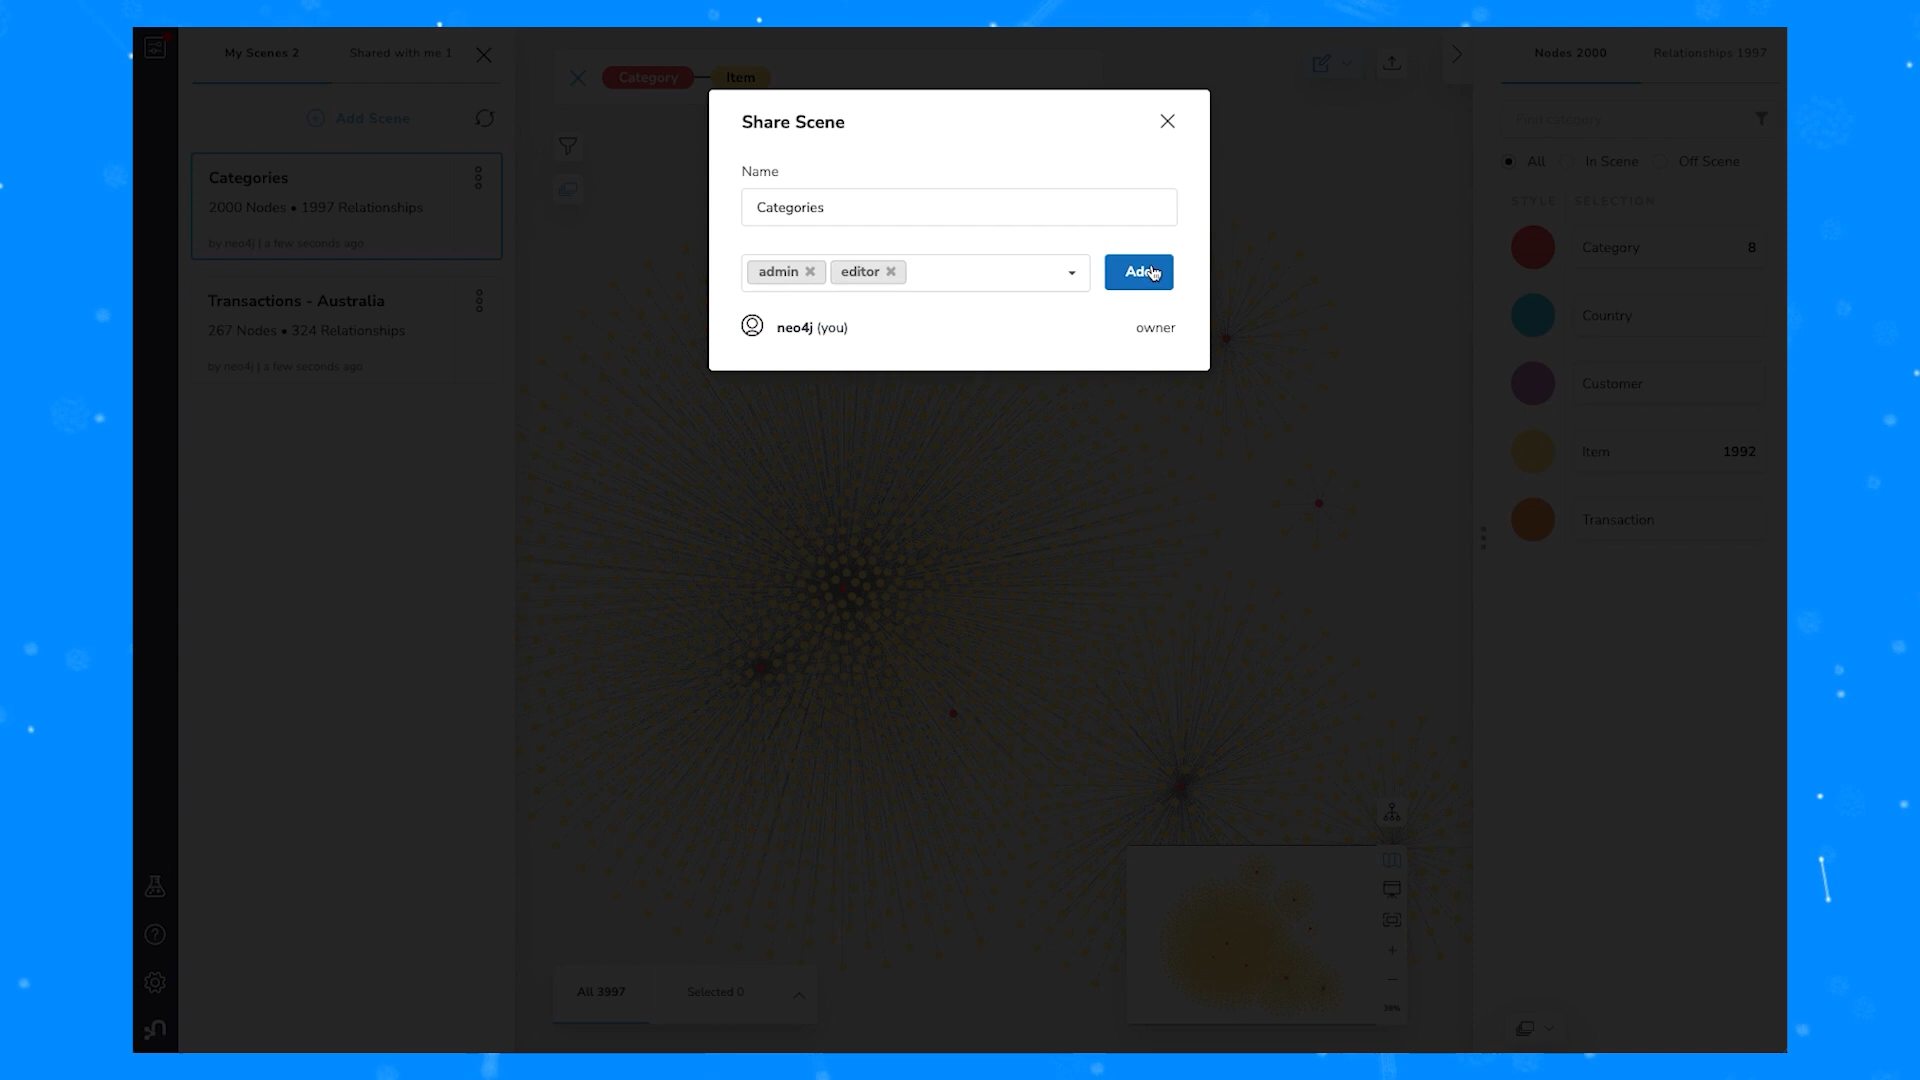 My Scenes 2
Shared with me 1
Add Scene
Categories
2000 Nodes • 1997 Relationships
by neo4j | a few seconds ago
Transactions - Australia
267 Nodes • 324 Relationships
by neo4j | a few seconds ago
Category
Item
Share Scene
Name
Categories
admin
editor
Add
neo4j (you)
owner
All 3997
Selected 0
38%
Nodes 2000
Relationships 1997
Find category
All
In Scene
Off Scene
STYLE
SELECTION
Category
8
Country
Customer
Item
1992
Transaction